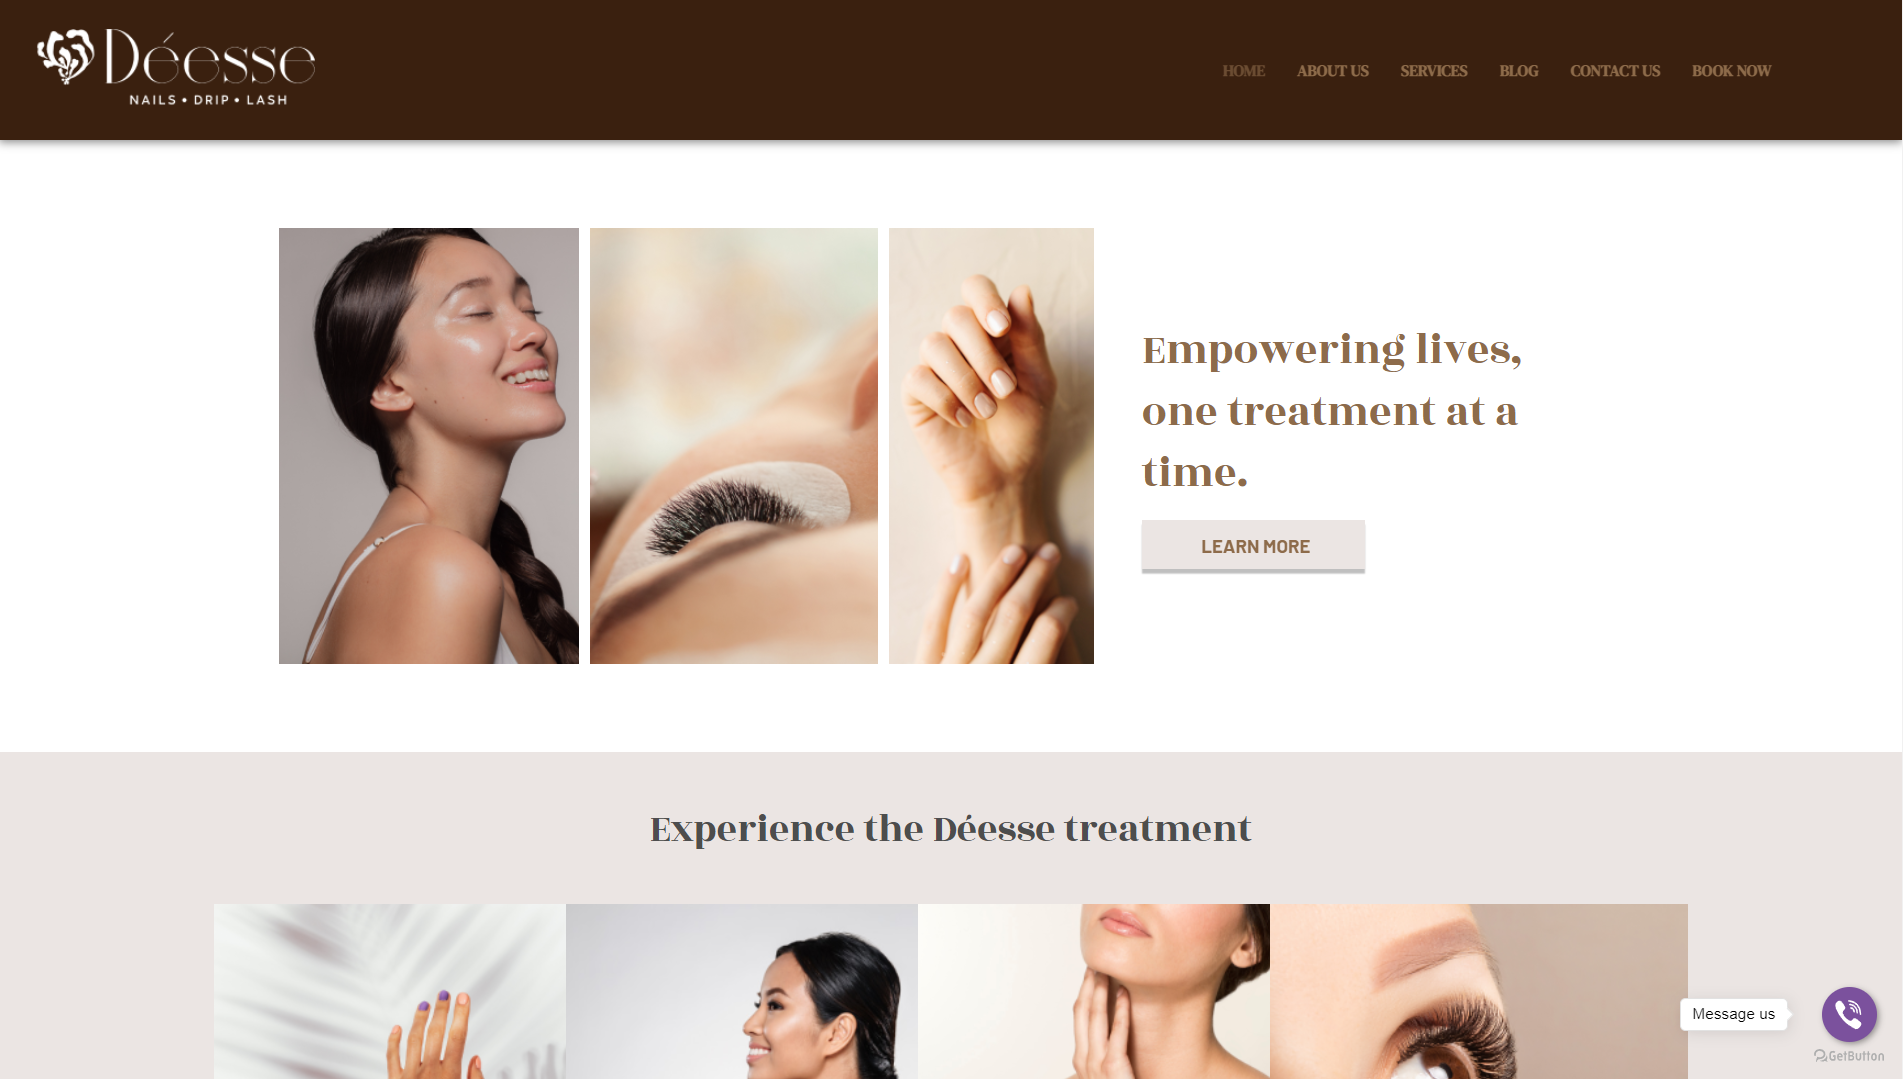 Déesse
NAILS • DRIP • LASH
HOME ABOUT US SERVICES BLOG CONTACT US BOOK NOW
Empowering lives,
one treatment at a
time.
LEARN MORE
Experience the Déesse treatment
Message us
GetButton